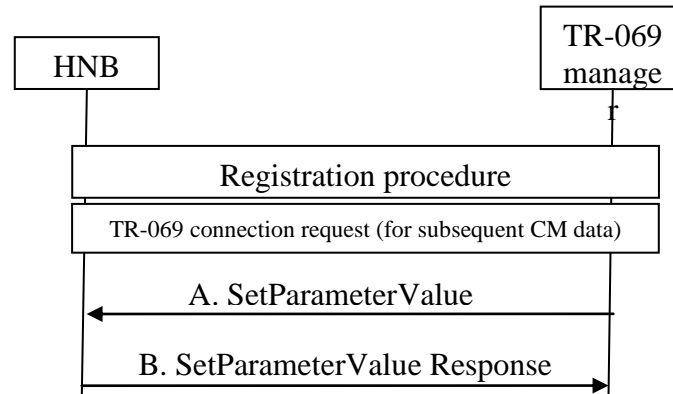 HNB
TR-069
manage
r
Registration procedure
TR-069 connection request (for subsequent CM data)
A. SetParameterValue
B. SetParameterValue Response